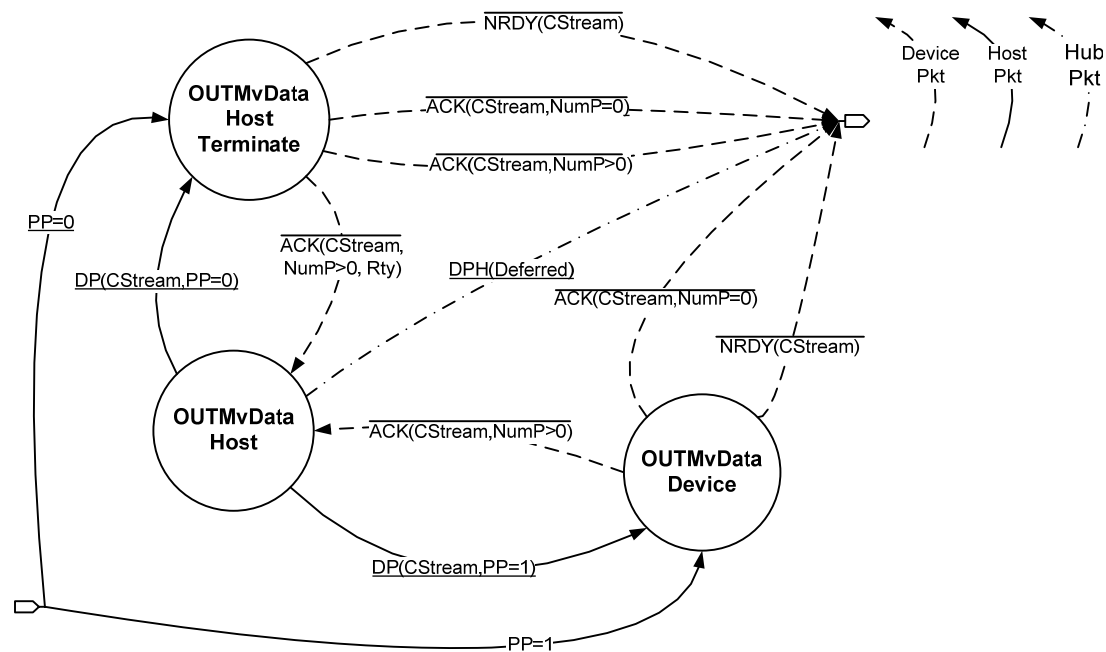 NRDY(CStream)
Device
Pkt
Host
Pkt
Hub
Pkt
OUTMvData
Host
Terminate
ACK(CStream,NumP=0)
ACK(CStream,NumP>0)
PP=0
ACK(CStream,
NumP>0, Rty)
DP(CStream,PP=0)
DPH(Deferred)
ACK(CStream,NumP=0)
NRDY(CStream)
OUTMvData
Host
ACK(CStream,NumP>0)
OUTMvData
Device
DP(CStream,PP=1)
PP=1